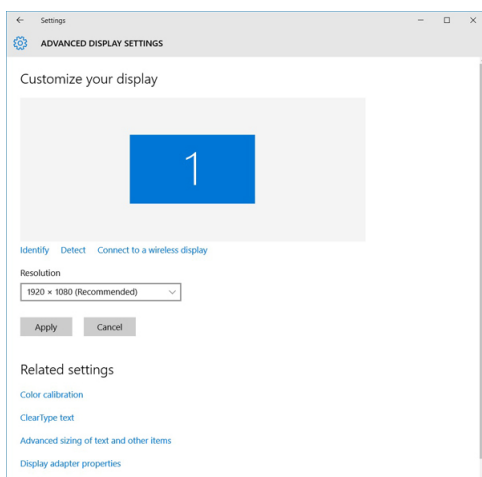 Settings
ADVANCED DISPLAY SETTINGS
Customize your display
1
Identify Detect Connect to a wireless display
Resolution
1920 × 1080 (Recommended)
Apply Cancel
Related settings
Color calibration
ClearType text
Advanced sizing of text and other items
Display adapter properties